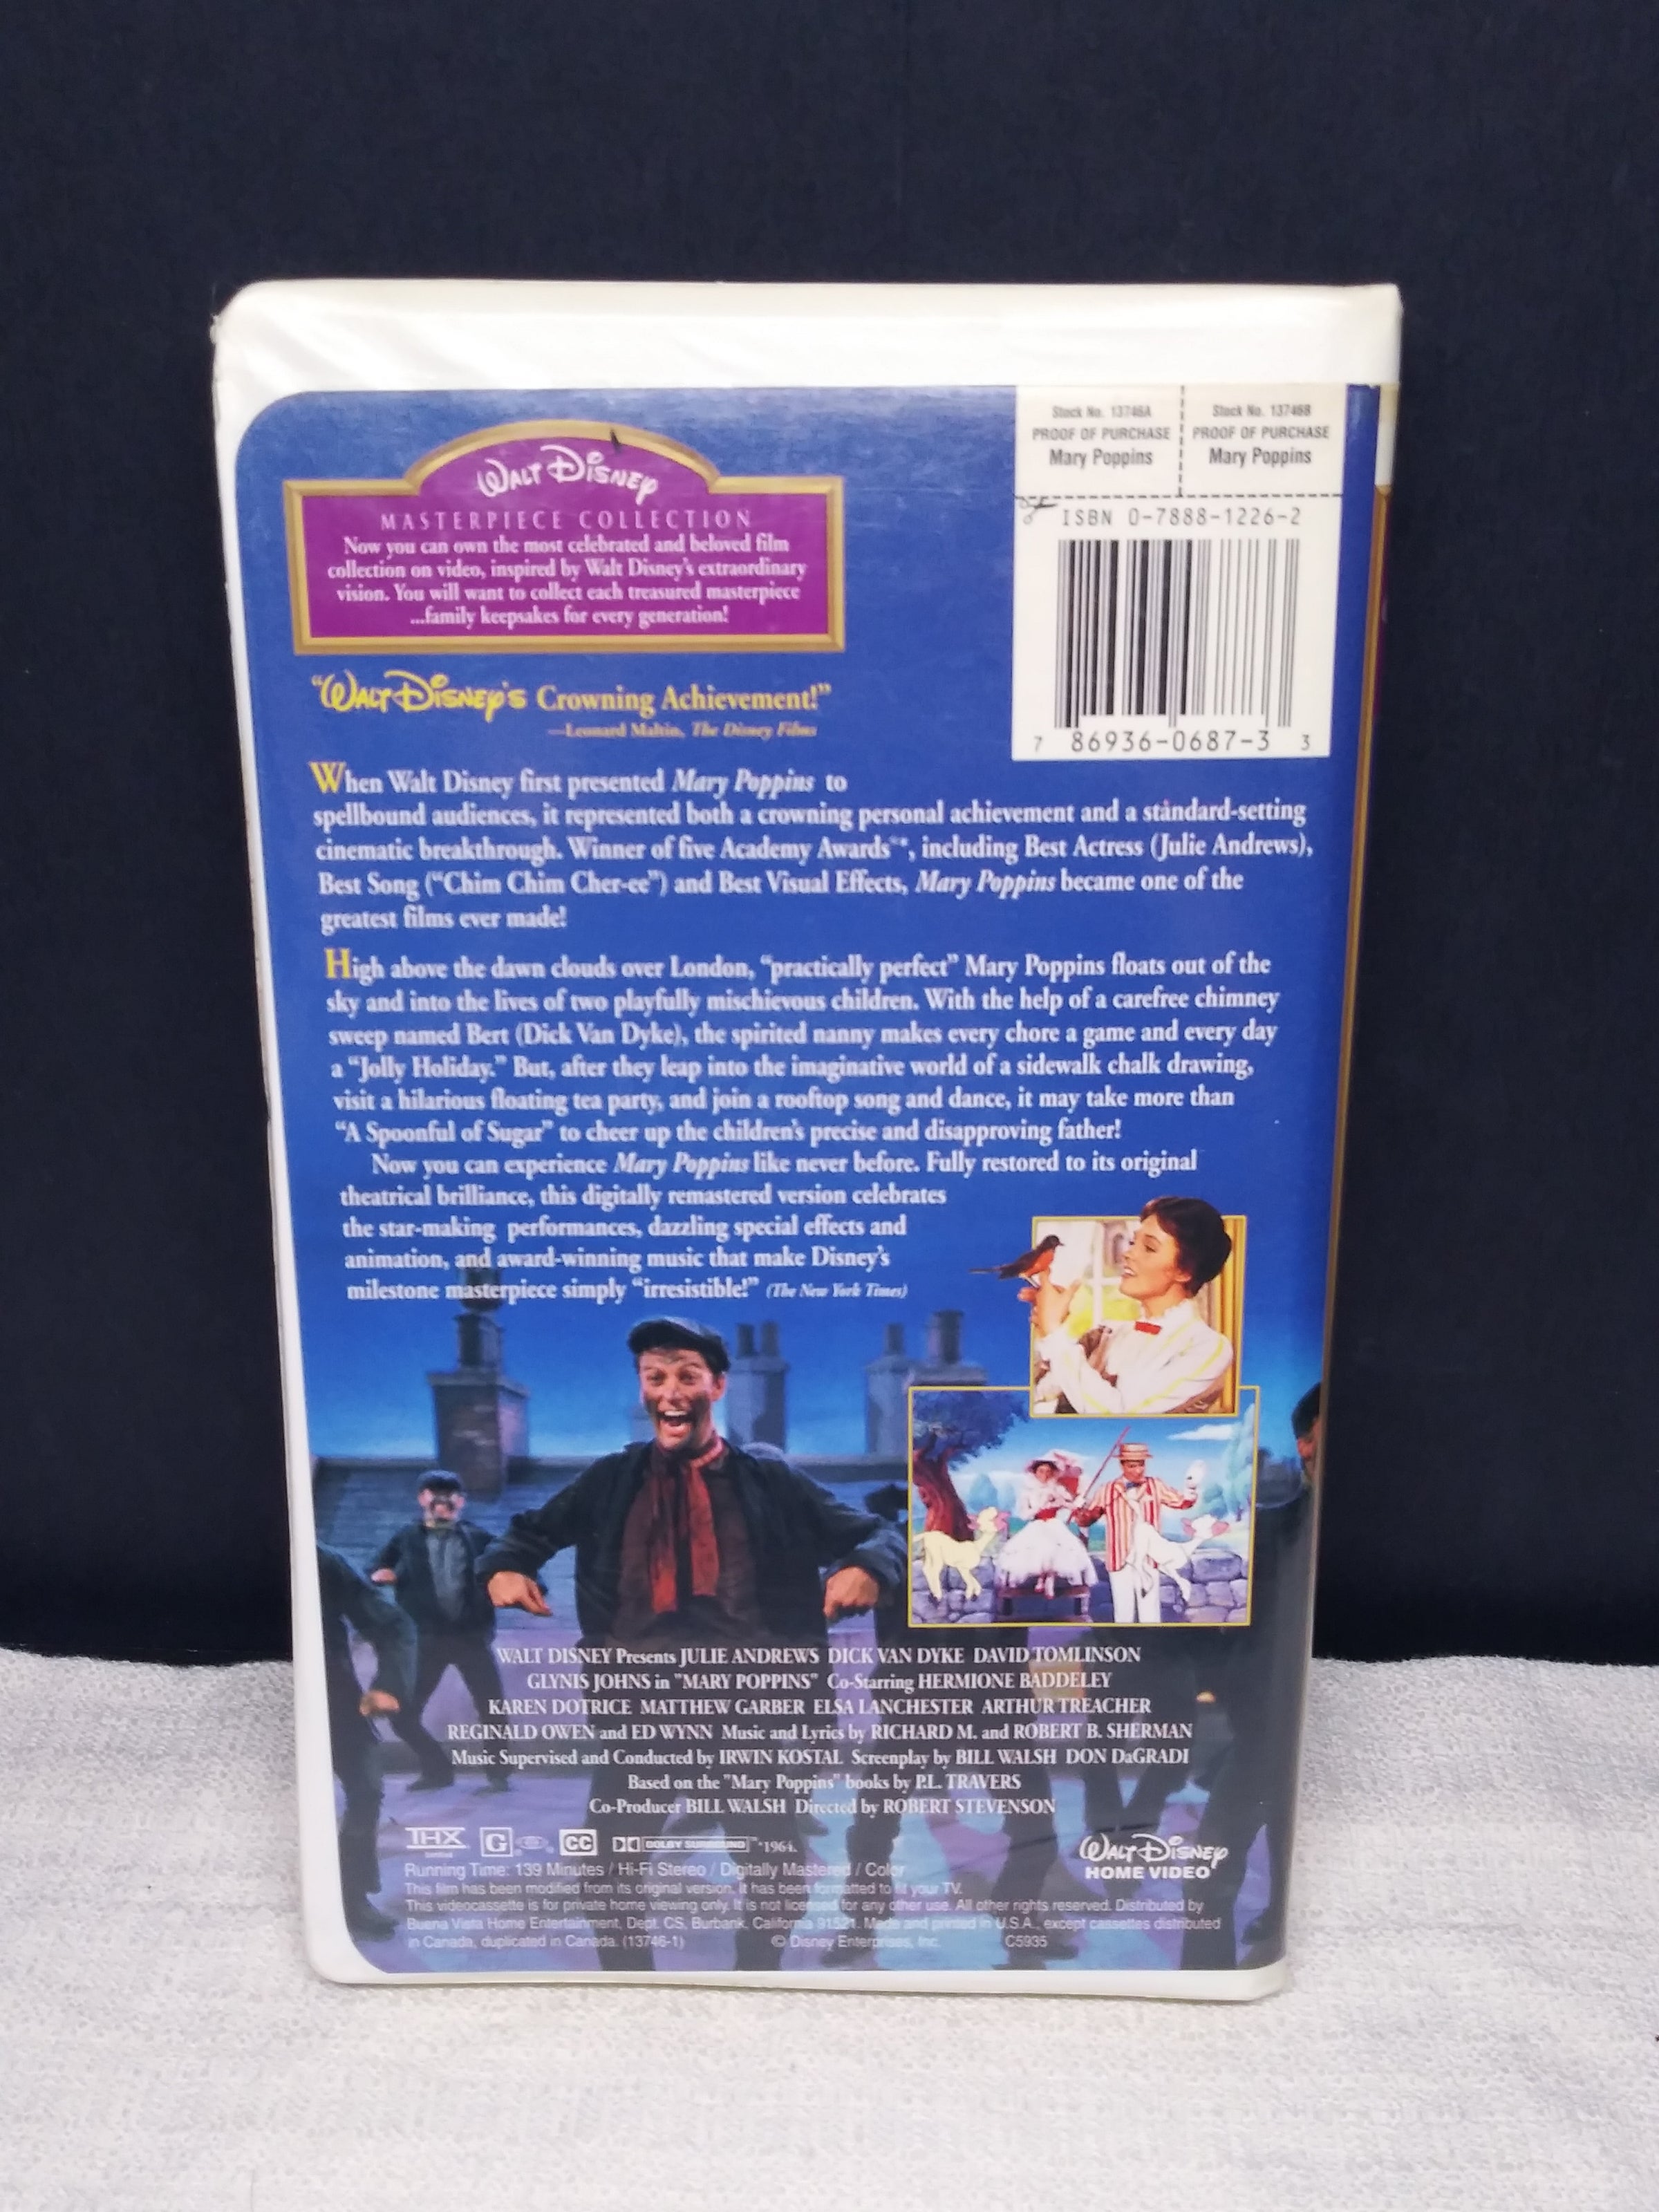 Stock No. 13746A
PROOF OF PURCHASE
Mary Poppins
Stock No. 13746B
PROOF OF PURCHASE
Mary Poppins
ISBN 0-7888-1226-2
7 86936-0687-3 3
WALT DISNEY
MASTERPIECE COLLECTION
Now you can own the most celebrated and beloved film
collection on video, inspired by Walt Disney's extraordinary
vision. You will want to collect each treasured masterpiece
...family keepsakes for every generation!
"WALT DISNEY'S Crowning Achievement!"
—Leonard Maltin, The Disney Films
When Walt Disney first presented Mary Poppins to
spellbound audiences, it represented both a crowning personal achievement and a standard-setting
cinematic breakthrough. Winner of five Academy Awards®*, including Best Actress (Julie Andrews),
Best Song ("Chim Chim Cher-ee") and Best Visual Effects, Mary Poppins became one of the
greatest films ever made!
High above the dawn clouds over London, "practically perfect" Mary Poppins floats out of the
sky and into the lives of two playfully mischievous children. With the help of a carefree chimney
sweep named Bert (Dick Van Dyke), the spirited nanny makes every chore a game and every day
a "Jolly Holiday." But, after they leap into the imaginative world of a sidewalk chalk drawing,
visit a hilarious floating tea party, and join a rooftop song and dance, it may take more than
"A Spoonful of Sugar" to cheer up the children's precise and disapproving father!
Now you can experience Mary Poppins like never before. Fully restored to its original
theatrical brilliance, this digitally remastered version celebrates
the star-making performances, dazzling special effects and
animation, and award-winning music that make Disney's
milestone masterpiece simply "irresistible!" (The New York Times)
WALT DISNEY Presents JULIE ANDREWS DICK VAN DYKE DAVID TOMLINSON
GLYNIS JOHNS in "MARY POPPINS" Co-Starring HERMIONE BADDELEY
KAREN DOTRICE MATTHEW GARBER ELSA LANCHESTER ARTHUR TREACHER
REGINALD OWEN and ED WYNN Music and Lyrics by RICHARD M. and ROBERT B. SHERMAN
Music Supervised and Conducted by IRWIN KOSTAL Screenplay by BILL WALSH DON DaGRADI
Based on the "Mary Poppins" books by P.L. TRAVERS
Co-Producer BILL WALSH Directed by ROBERT STEVENSON
THX G CC DOLBY SURROUND *1964.
WALT DISNEY
HOME VIDEO
Running Time: 139 Minutes / Hi-Fi Stereo / Digitally Mastered / Color
This film has been modified from its original version. It has been formatted to fit your TV.
This videocassette is for private home viewing only. It is not licensed for any other use. All other rights reserved. Distributed by
Buena Vista Home Entertainment, Dept. CS, Burbank, California 91521. Made and printed in U.S.A., except cassettes distributed
in Canada, duplicated in Canada. (13746-1) © Disney Enterprises, Inc. C5935